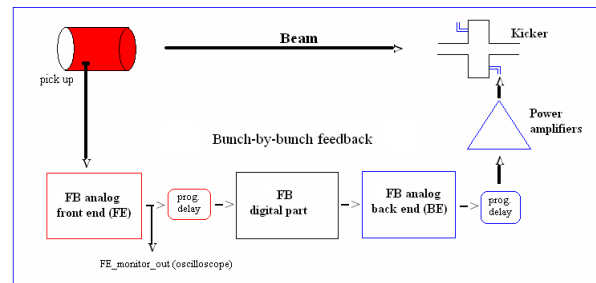 Beam
Kicker
pick up
Power
amplifiers
Bunch-by-bunch feedback
FB analog
front end (FE)
prog.
delay
FB
digital part
FB analog
back end (BE)
prog.
delay
FE_monitor_out (oscilloscope)